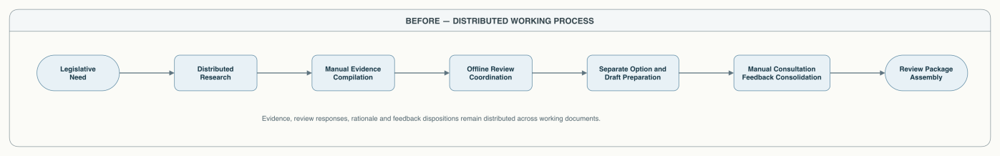 BEFORE — DISTRIBUTED WORKING PROCESS
Legislative
Need
Distributed
Research
Manual Evidence
Compilation
Offline Review
Coordination
Separate Option and
Draft Preparation
Manual Consultation
Feedback Consolidation
Review Package
Assembly
Evidence, review responses, rationale and feedback dispositions remain distributed across working documents.